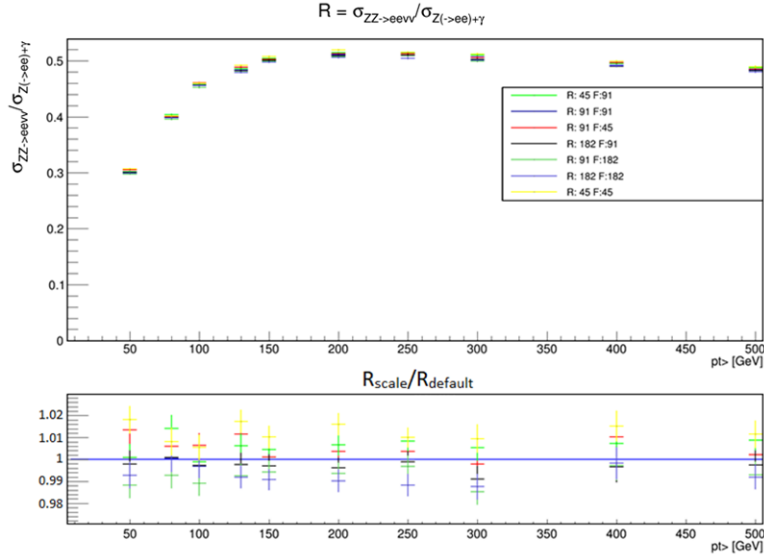 R = σZZ->eevv/σZ(->ee)+γ
σZZ->eevv/σZ(->ee)+γ
0.5
0.4
0.3
0.2
0.1
0
R: 45 F:91
R: 91 F:91
R: 91 F:45
R: 182 F:91
R: 91 F:182
R: 182 F:182
R: 45 F:45
50 100 150 200 250 300 350 400 450 500
pt> [GeV]
Rscale/Rdefault
1.02
1.01
1
0.99
0.98
50 100 150 200 250 300 350 400 450 500
pt> [GeV]